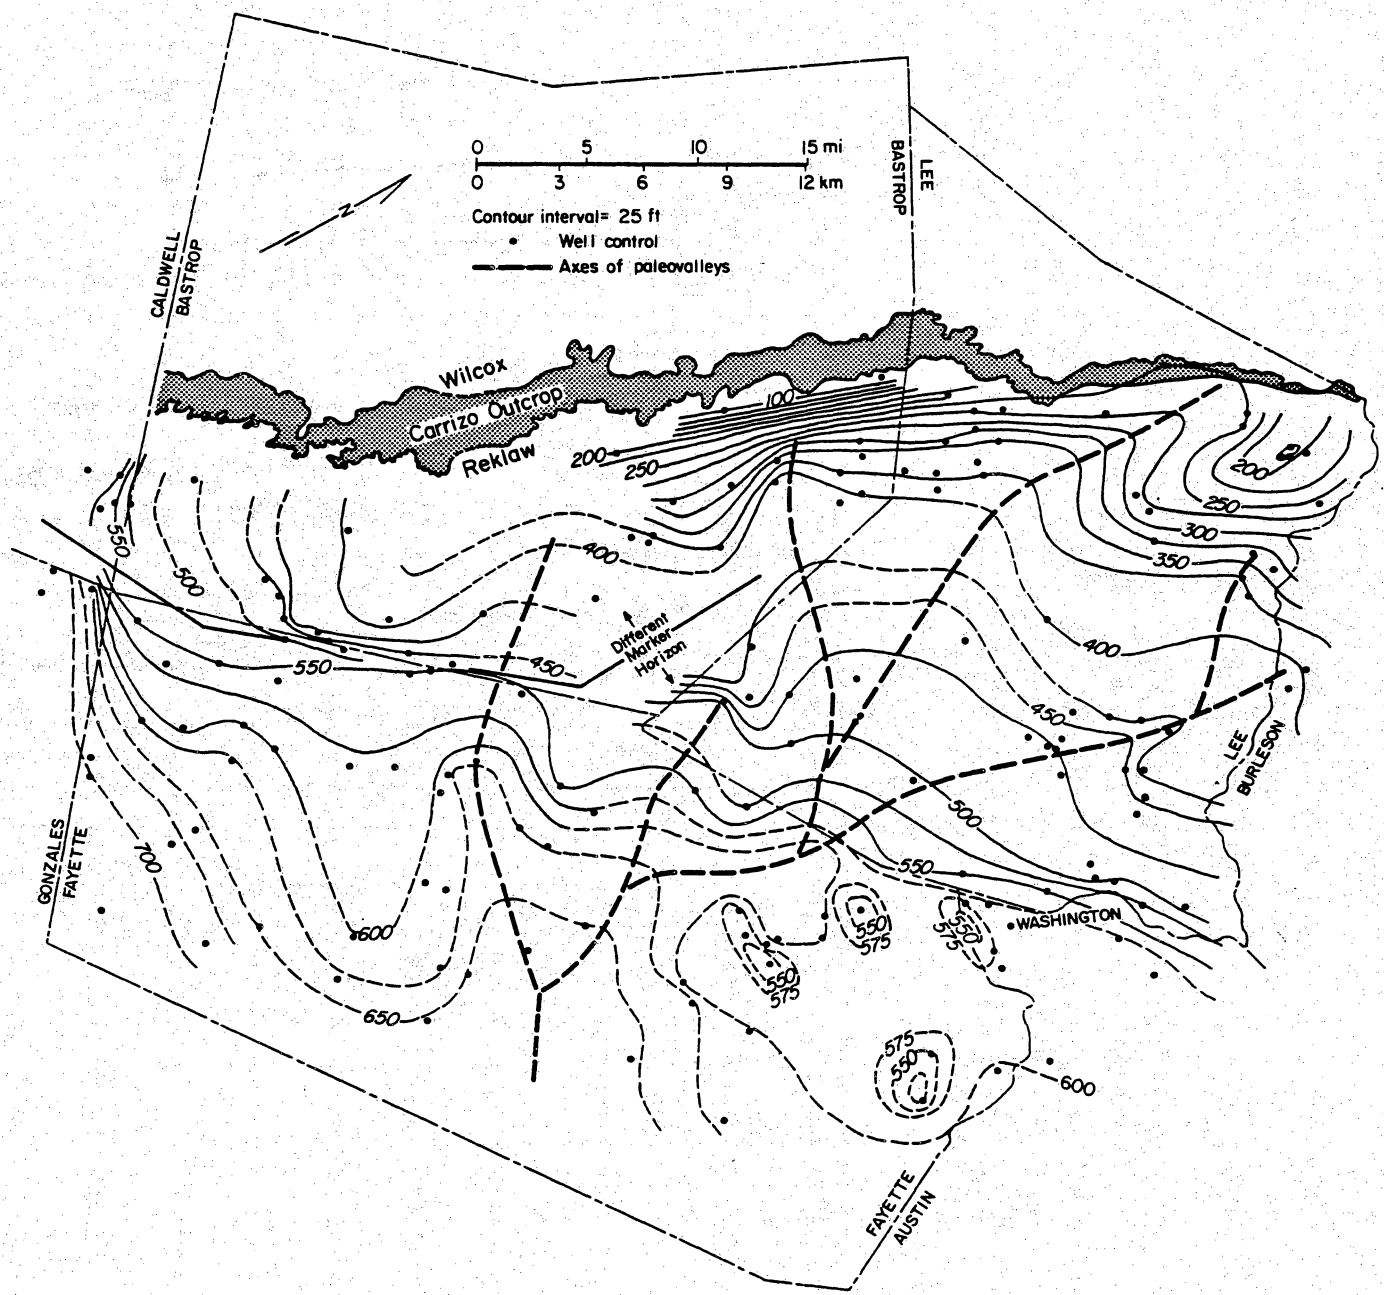 0 5 10 15 mi
0 3 6 9 12 km
N
Contour interval= 25 ft
Well control
Axes of paleovalleys
BASTROP
LEE
CALDWELL
BASTROP
Wilcox
Carrizo Outcrop
Reklaw
100
200
250
200
250
300
350
550
500
400
Different
Marker
Horizon
400
550
450
450
LEE
BURLESON
500
550
GONZALES
FAYETTE
700
600
650
550
575
550
575
550
575
WASHINGTON
575
550
600
FAYETTE
AUSTIN